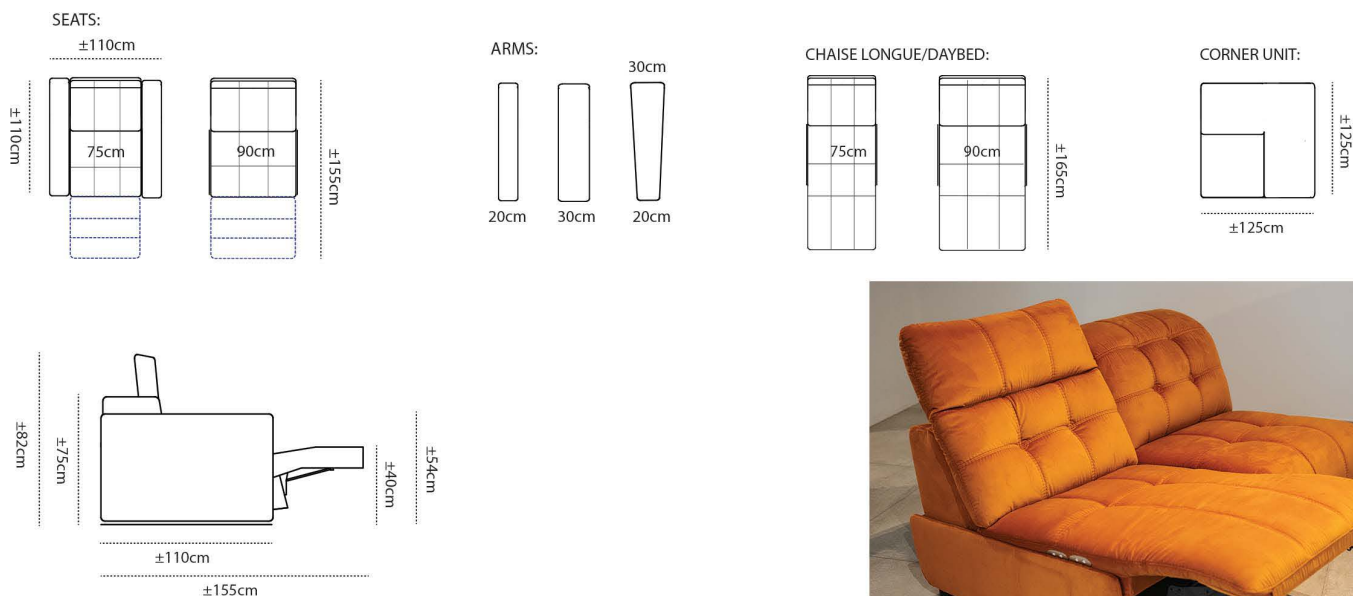 SEATS:
±110cm
±110cm
75cm
90cm
±155cm
ARMS:
30cm
20cm
30cm
20cm
CHAISE LONGUE/DAYBED:
75cm
90cm
±165cm
CORNER UNIT:
±125cm
±125cm
±82cm
±75cm
±40cm
±54cm
±110cm
±155cm